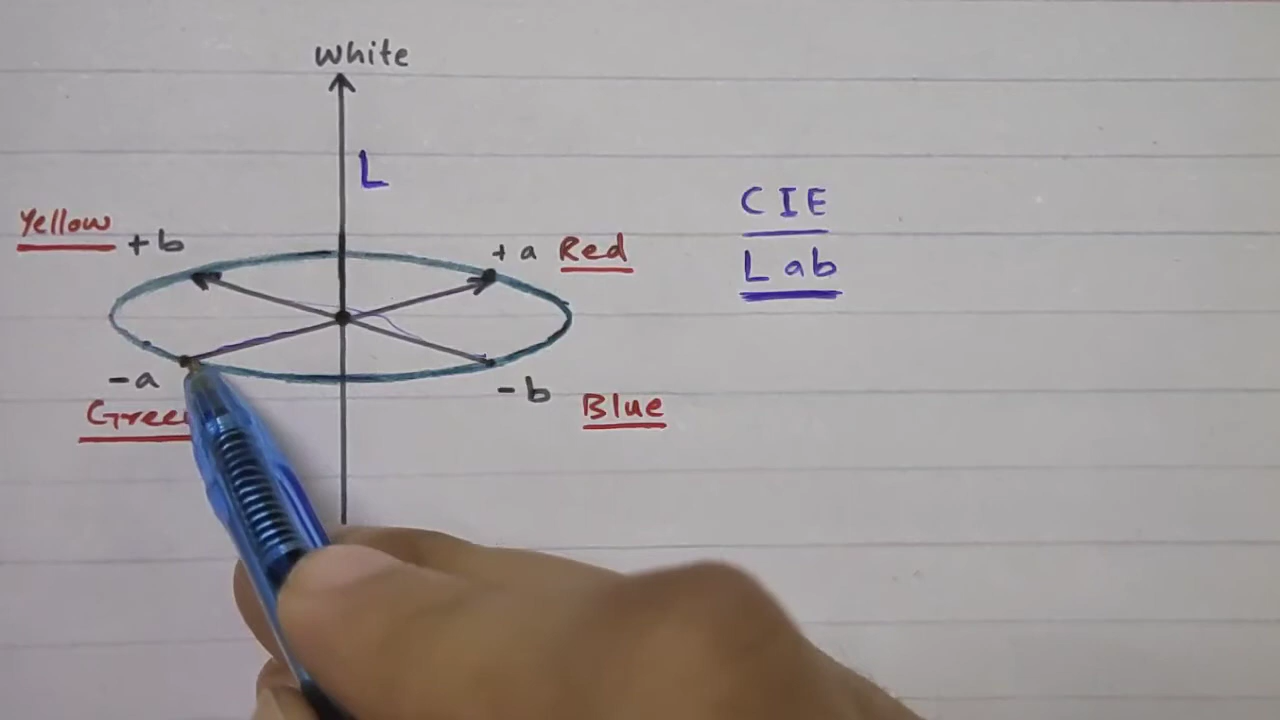 White
L
Yellow
+b
+a Red
-a
-b
Blue
CIE
Lab